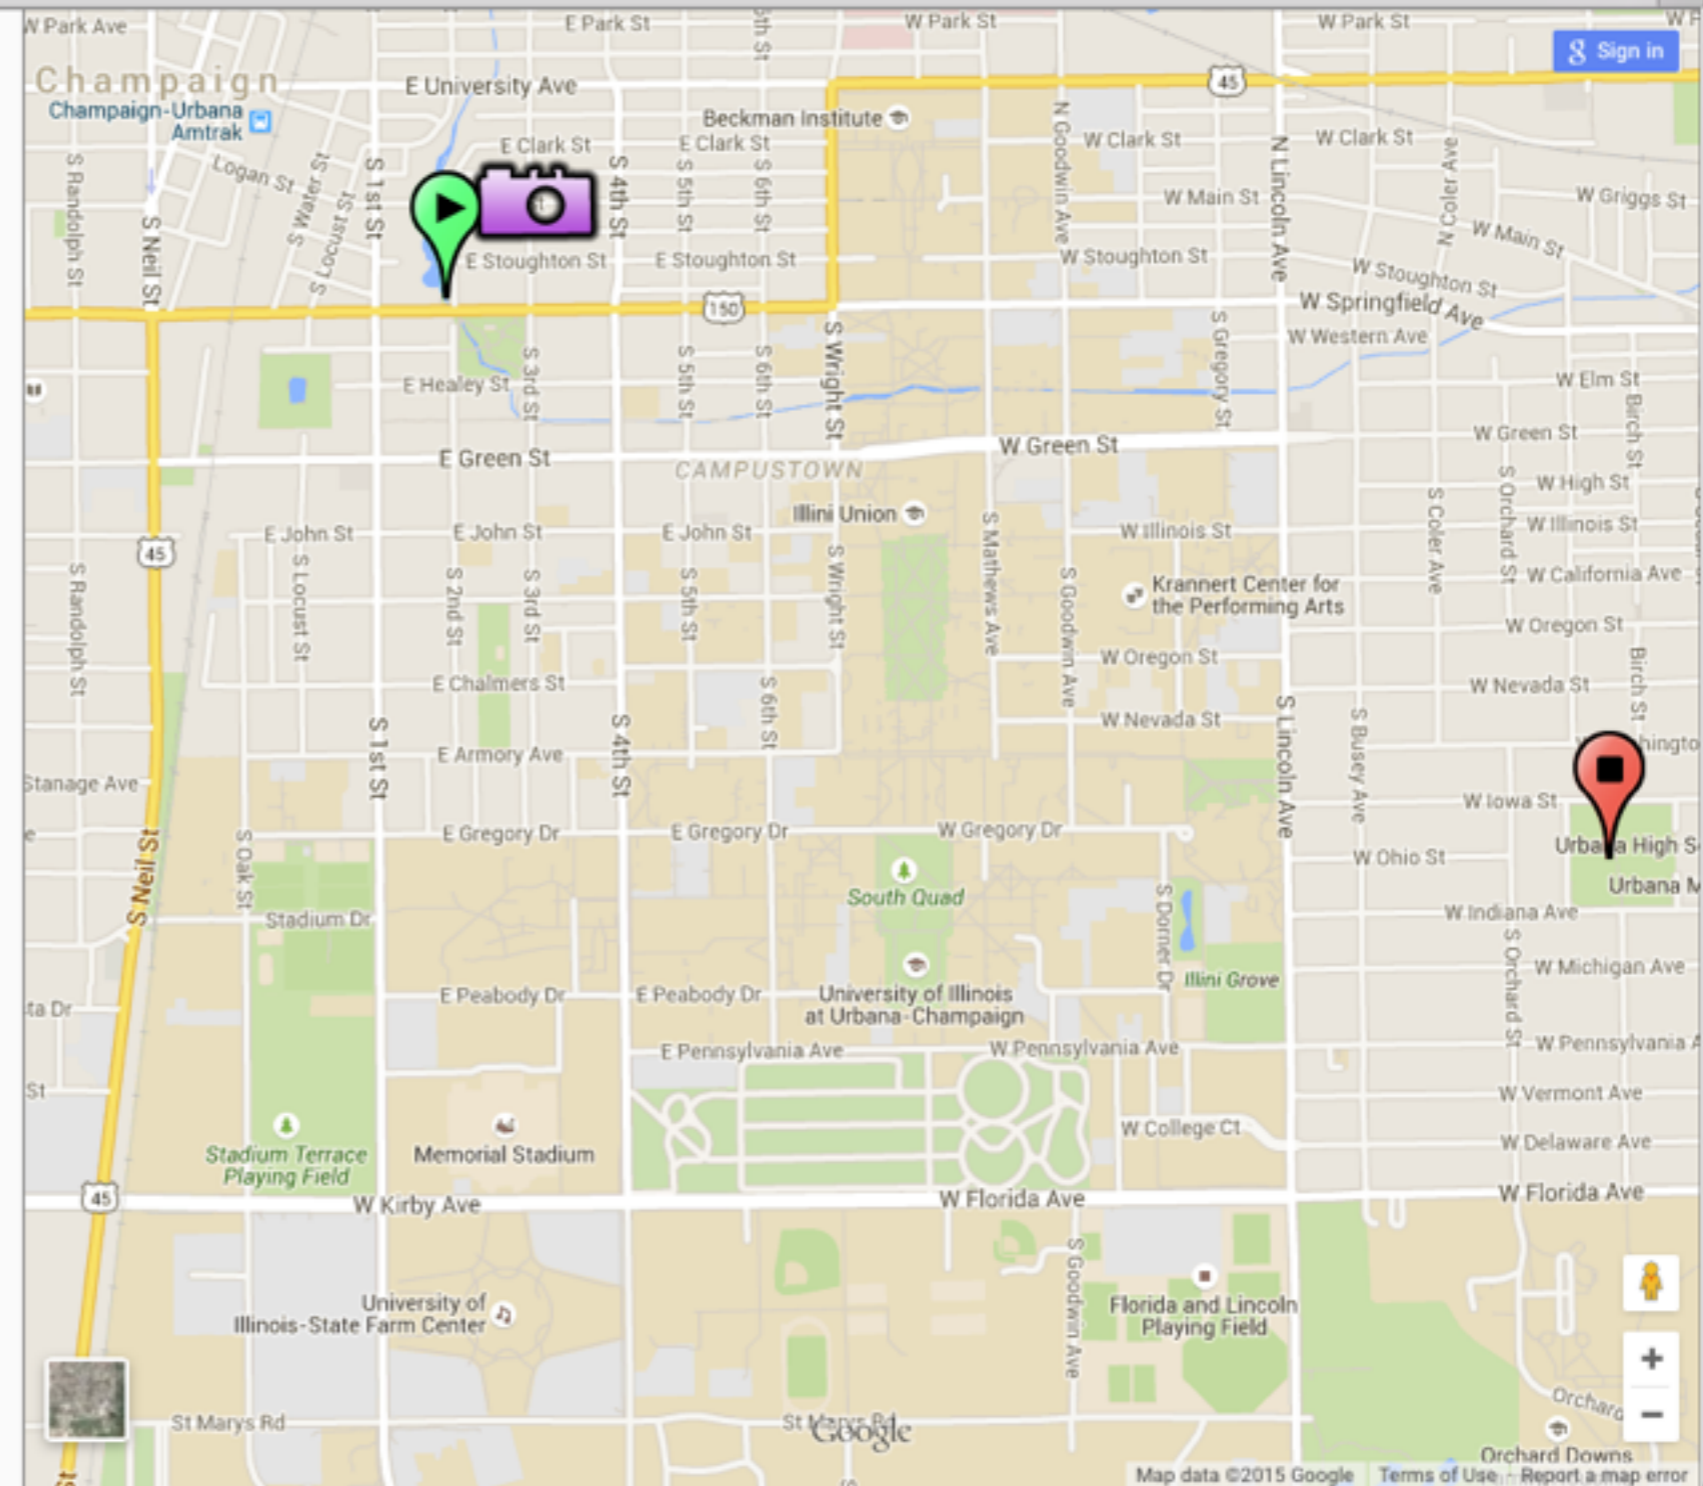 W Park Ave
E Park St
W Park St
W Park St
Sign in
Champaign
Champaign-Urbana
Amtrak
E University Ave
45
Beckman Institute
E Clark St
E Clark St
W Clark St
W Clark St
Logan St
S Randolph St
S Neil St
S Water St
S Locust St
S 1st St
S 4th St
S 5th St
S 6th St
N Goodwin Ave
N Lincoln Ave
N Coler Ave
W Main St
W Griggs St
W Main St
E Stoughton St
E Stoughton St
W Stoughton St
W Stoughton St
150
W Springfield Ave
W Western Ave
S Gregory St
S Wright St
E Healey St
S 3rd St
S 5th St
S 6th St
W Elm St
Birch St
E Green St
W Green St
W Green St
CAMPUSTOWN
W High St
Illini Union
45
E John St
E John St
E John St
W Illinois St
W Illinois St
S Coler Ave
S Orchard St
S Randolph St
S Locust St
S 2nd St
S 3rd St
S 5th St
S Wright St
S Mathews Ave
S Goodwin Ave
Krannert Center for
the Performing Arts
W California Ave
W Oregon St
W Oregon St
E Chalmers St
S 6th St
W Nevada St
W Nevada St
Birch St
S 1st St
S 4th St
S Lincoln Ave
S Busey Ave
E Armory Ave
Stanage Ave
W Iowa St
E Gregory Dr
E Gregory Dr
W Gregory Dr
Urbana High S
W Ohio St
Urbana M
S Neil St
S Oak St
South Quad
S Dorner Dr
Stadium Dr
W Indiana Ave
S Orchard St
W Michigan Ave
Illini Grove
ta Dr
E Peabody Dr
E Peabody Dr
University of Illinois
at Urbana-Champaign
E Pennsylvania Ave
W Pennsylvania Ave
W Pennsylvania A
St
W Vermont Ave
W College Ct
W Delaware Ave
Stadium Terrace
Playing Field
Memorial Stadium
45
W Kirby Ave
W Florida Ave
W Florida Ave
S Goodwin Ave
University of
Illinois-State Farm Center
Florida and Lincoln
Playing Field
+
−
St Marys Rd
St Marys Rd
Google
Orchard
Orchard Downs
Map data ©2015 Google
Terms of Use
Report a map error